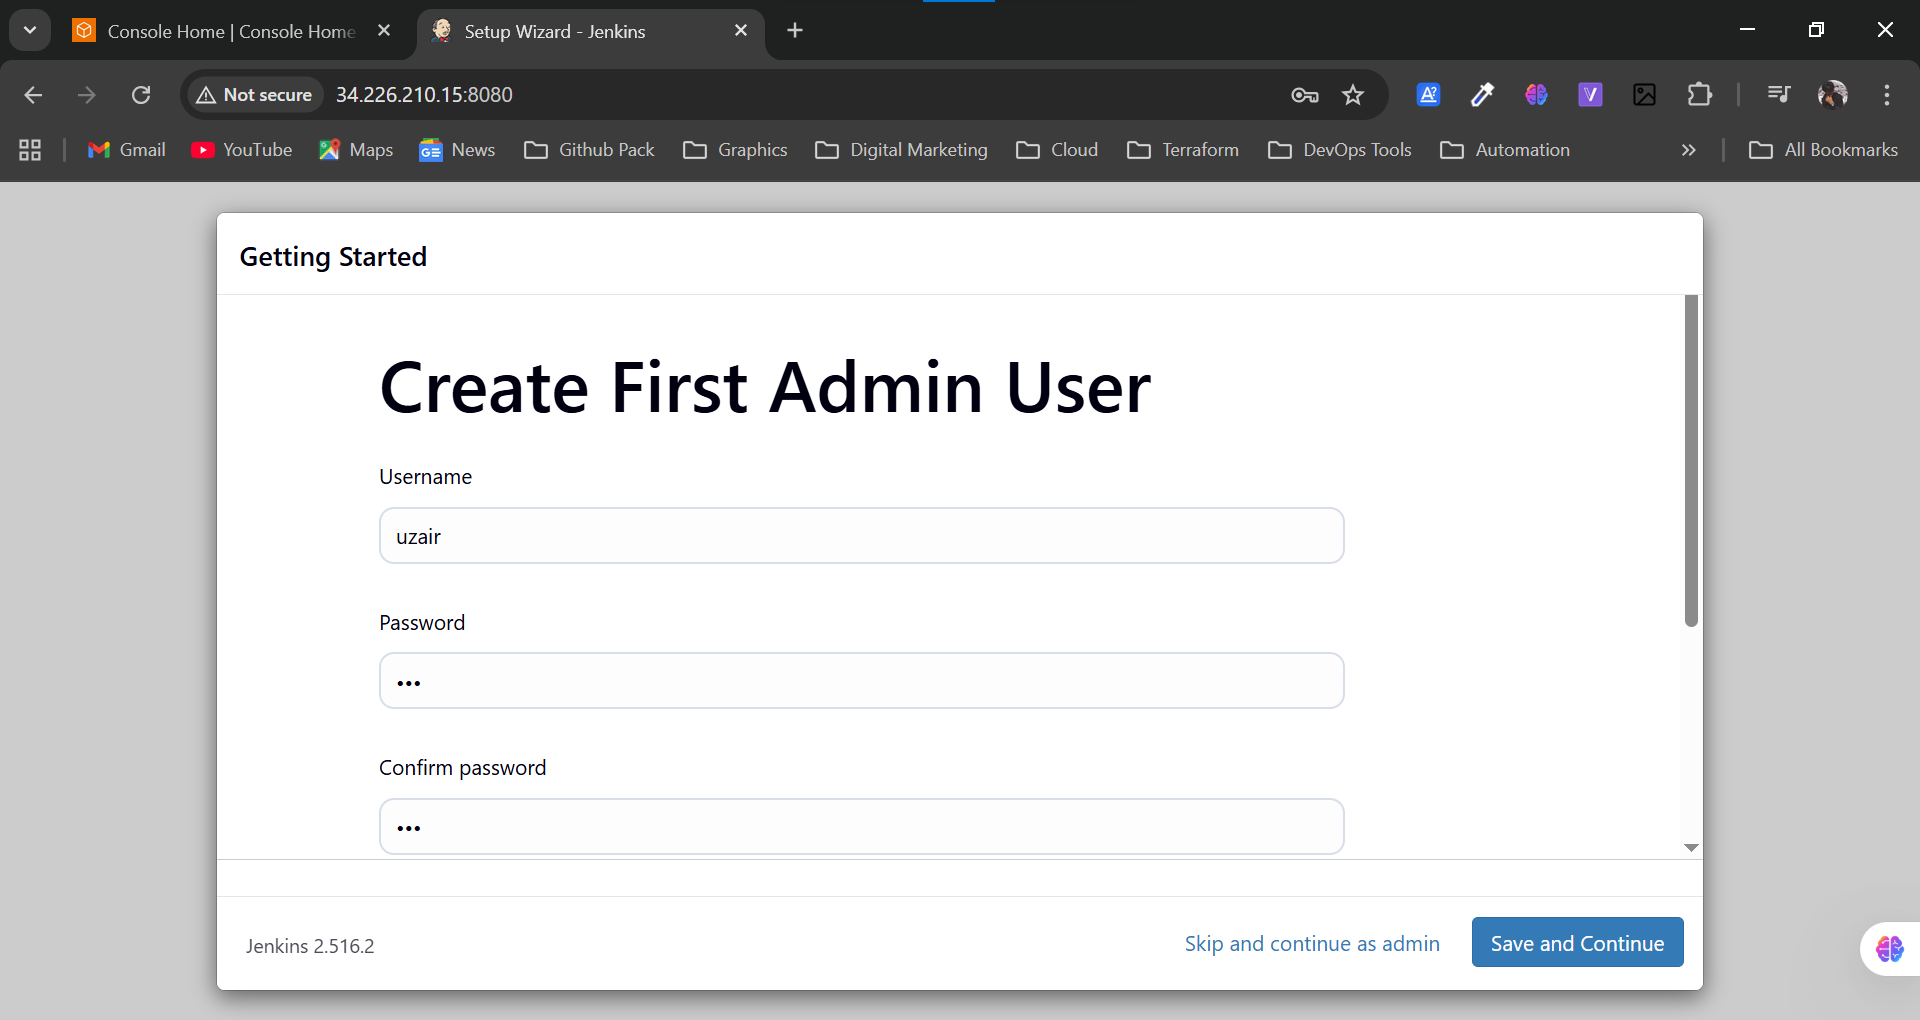 Console Home | Console Home
Setup Wizard - Jenkins
Not secure
34.226.210.15:8080
Gmail
YouTube
Maps
News
Github Pack
Graphics
Digital Marketing
Cloud
Terraform
DevOps Tools
Automation
All Bookmarks
Getting Started
Create First Admin User
Username
uzair
Password
•••
Confirm password
•••
Jenkins 2.516.2
Skip and continue as admin
Save and Continue